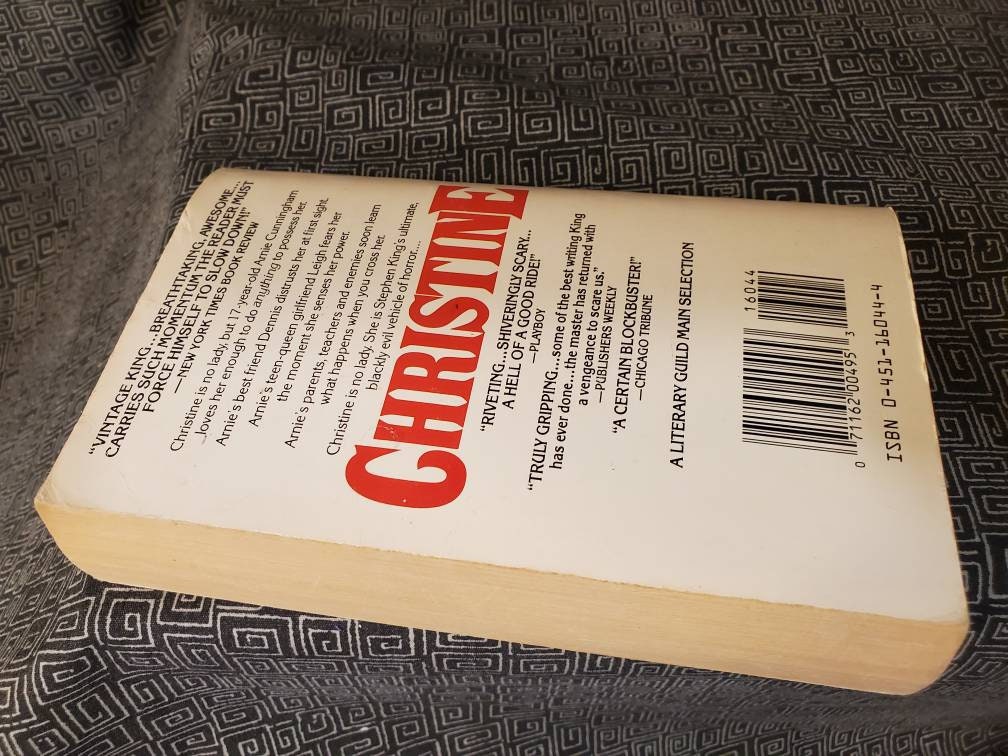 “VINTAGE KING...BREATHTAKING, AWESOME...
CARRIES SUCH MOMENTUM THE READER MUST
FORCE HIMSELF TO SLOW DOWN!”
—NEW YORK TIMES BOOK REVIEW
Christine is no lady, but 17-year-old Arnie Cunningham
...loves her enough to do anything to possess her.
Arnie's best friend Dennis distrusts her at first sight.
Arnie's teen-queen girlfriend Leigh fears her
the moment she senses her power.
Arnie's parents, teachers and enemies soon learn
what happens when you cross her.
Christine is no lady. She is Stephen King's ultimate,
blackly evil vehicle of horror....
CHRISTINE
“RIVETING...SHIVERINGLY SCARY...
A HELL OF A GOOD RIDE!”
—PLAYBOY
“TRULY GRIPPING...some of the best writing King
has ever done...the master has returned with
a vengeance to scare us.”
—PUBLISHERS WEEKLY
“A CERTAIN BLOCKBUSTER!”
—CHICAGO TRIBUNE
A LITERARY GUILD MAIN SELECTION
16044
0 71162 00495 3
ISBN 0-451-16044-4